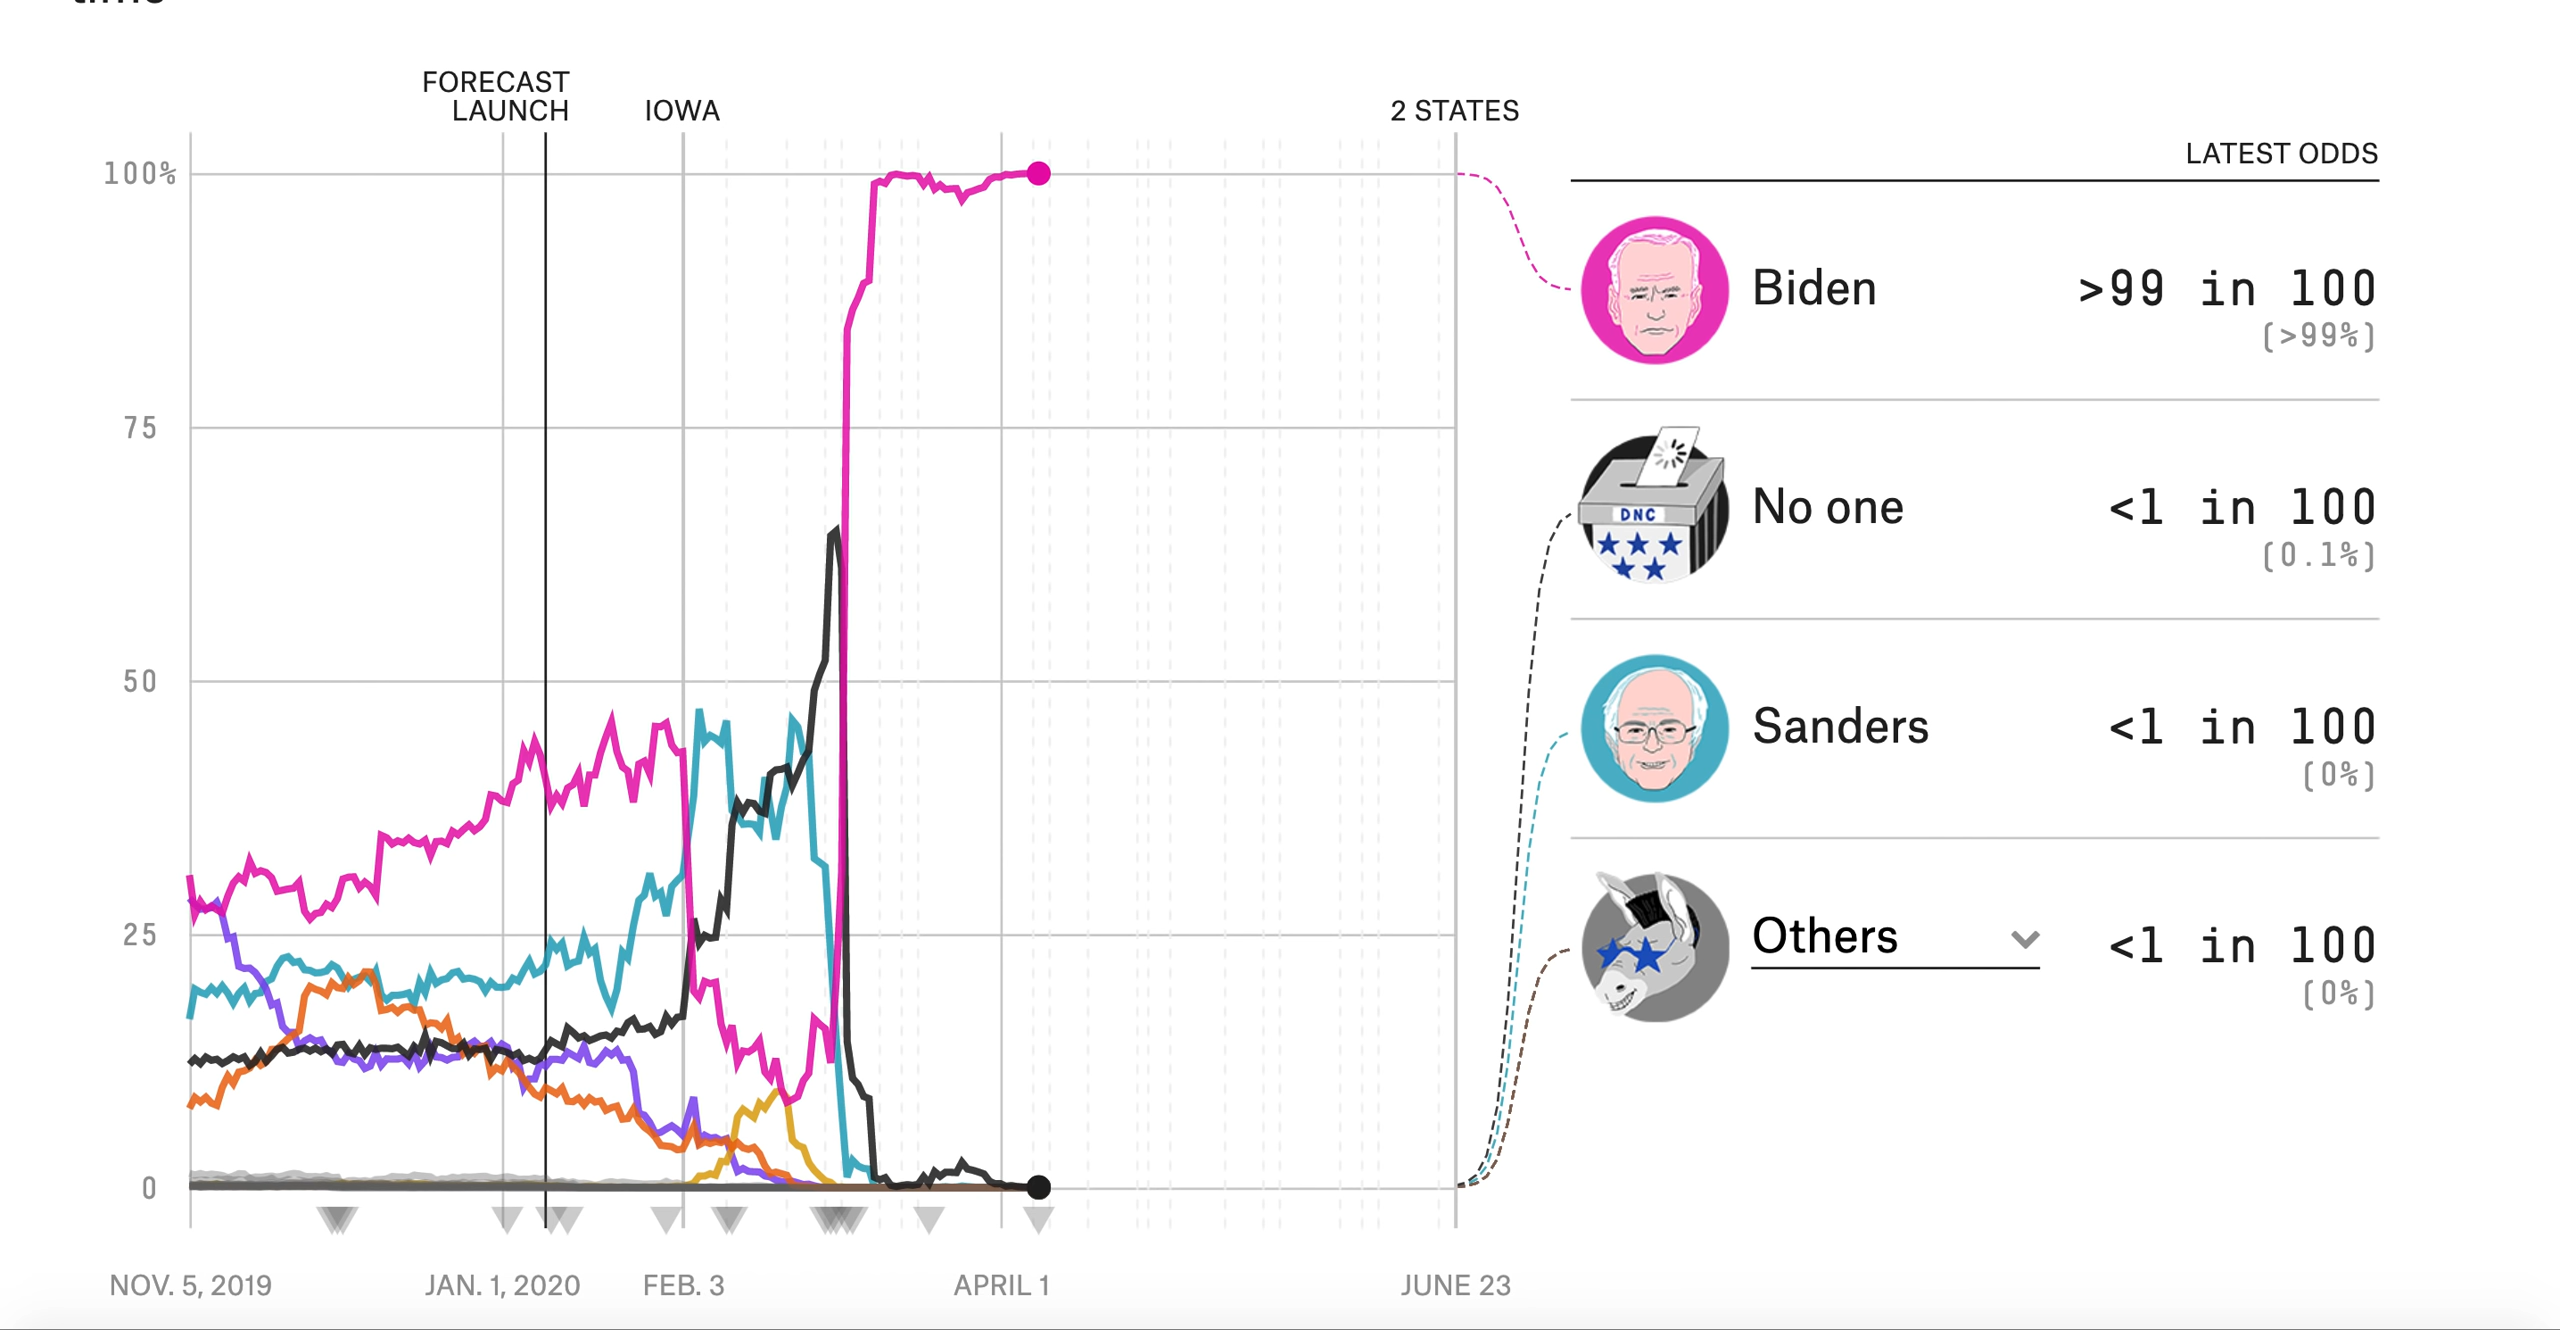 FORECAST
LAUNCH
IOWA
2 STATES
LATEST ODDS
100%
75
50
25
0
NOV. 5, 2019
JAN. 1, 2020
FEB. 3
APRIL 1
JUNE 23
Biden >99 in 100
(>99%)
DNC
No one <1 in 100
(0.1%)
Sanders <1 in 100
(0%)
Others <1 in 100
(0%)